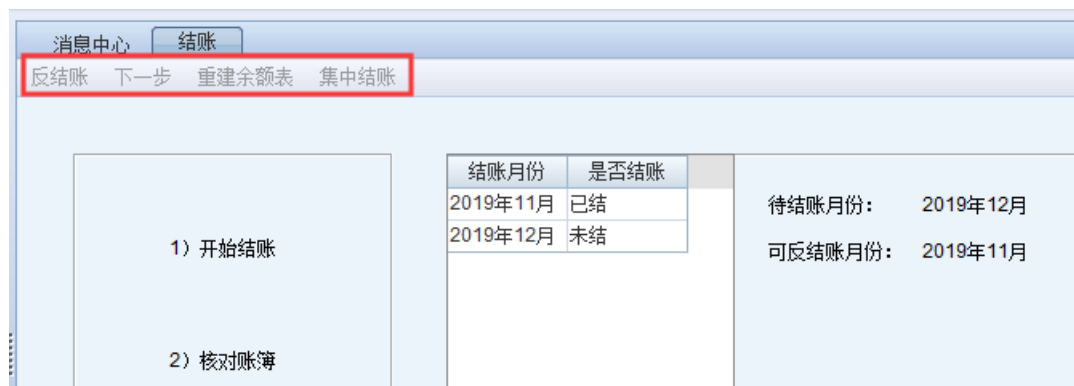 消息中心 结账
反结账 下一步 重建余额表 集中结账
结账月份 是否结账
2019年11月 已结
2019年12月 未结
待结账月份： 2019年12月
可反结账月份： 2019年11月
1）开始结账
2）核对账簿